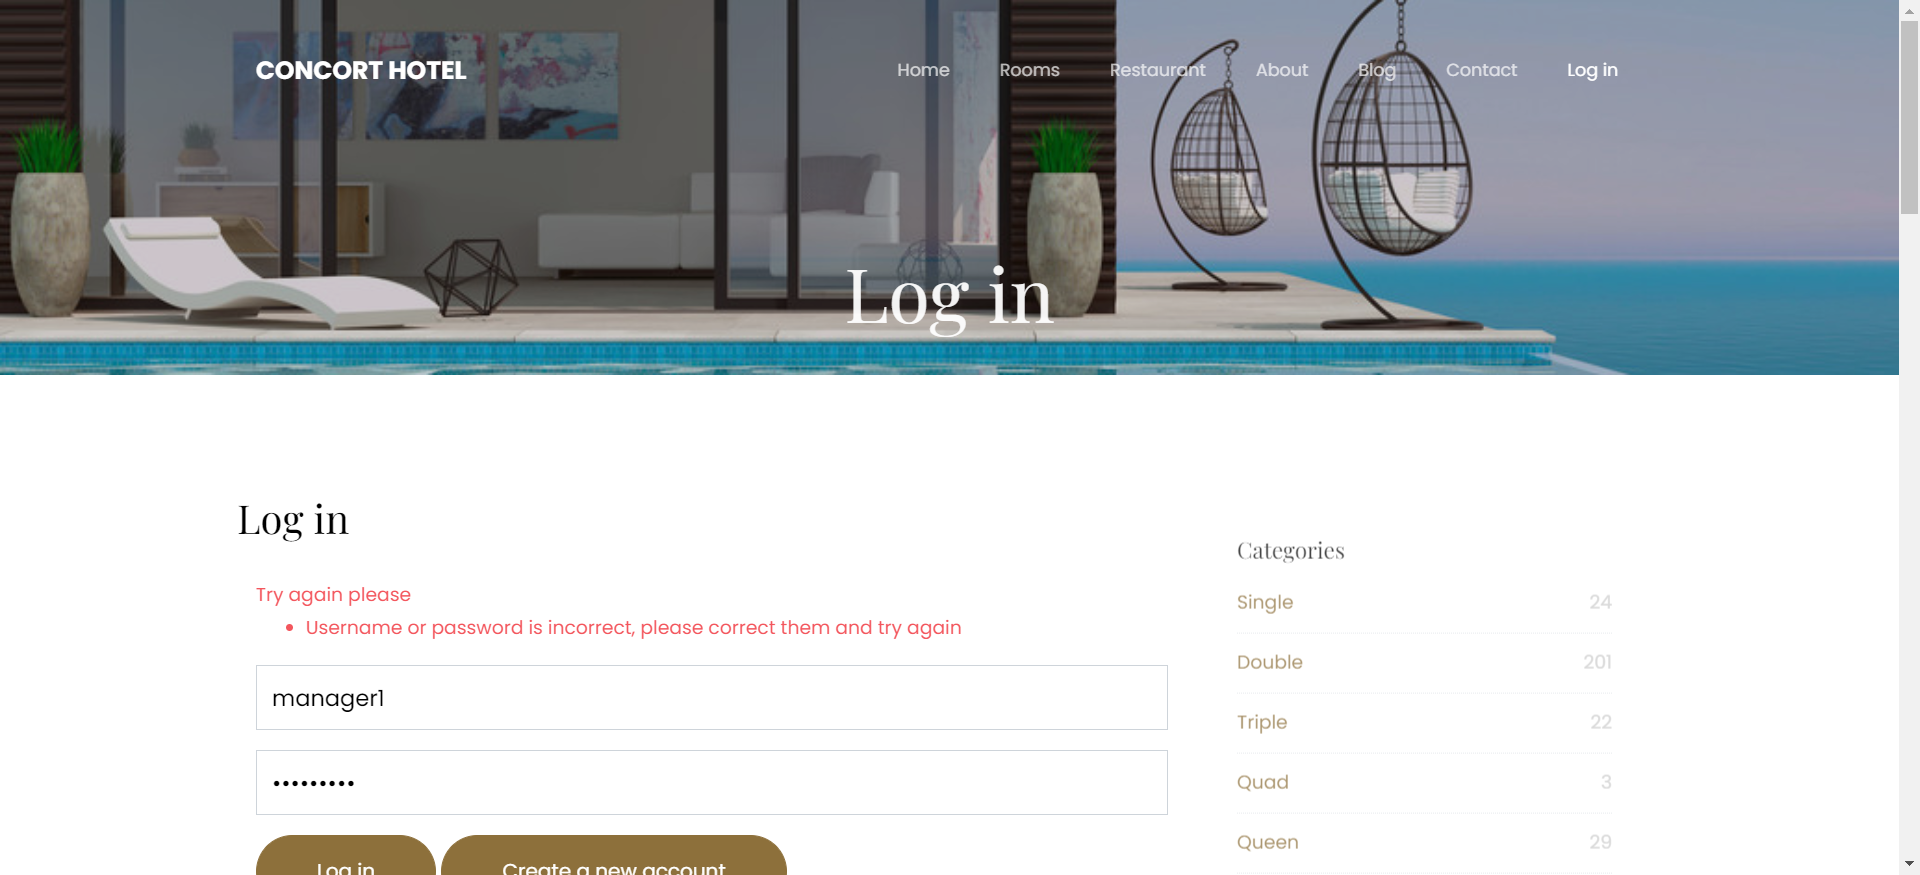 CONCORT HOTEL
Home Rooms Restaurant About Blog Contact Log in
Log in
Log in
Try again please
Username or password is incorrect, please correct them and try again
manager1
•••••••••
Log in Create a new account
Categories
Single 24
Double 201
Triple 22
Quad 3
Queen 29